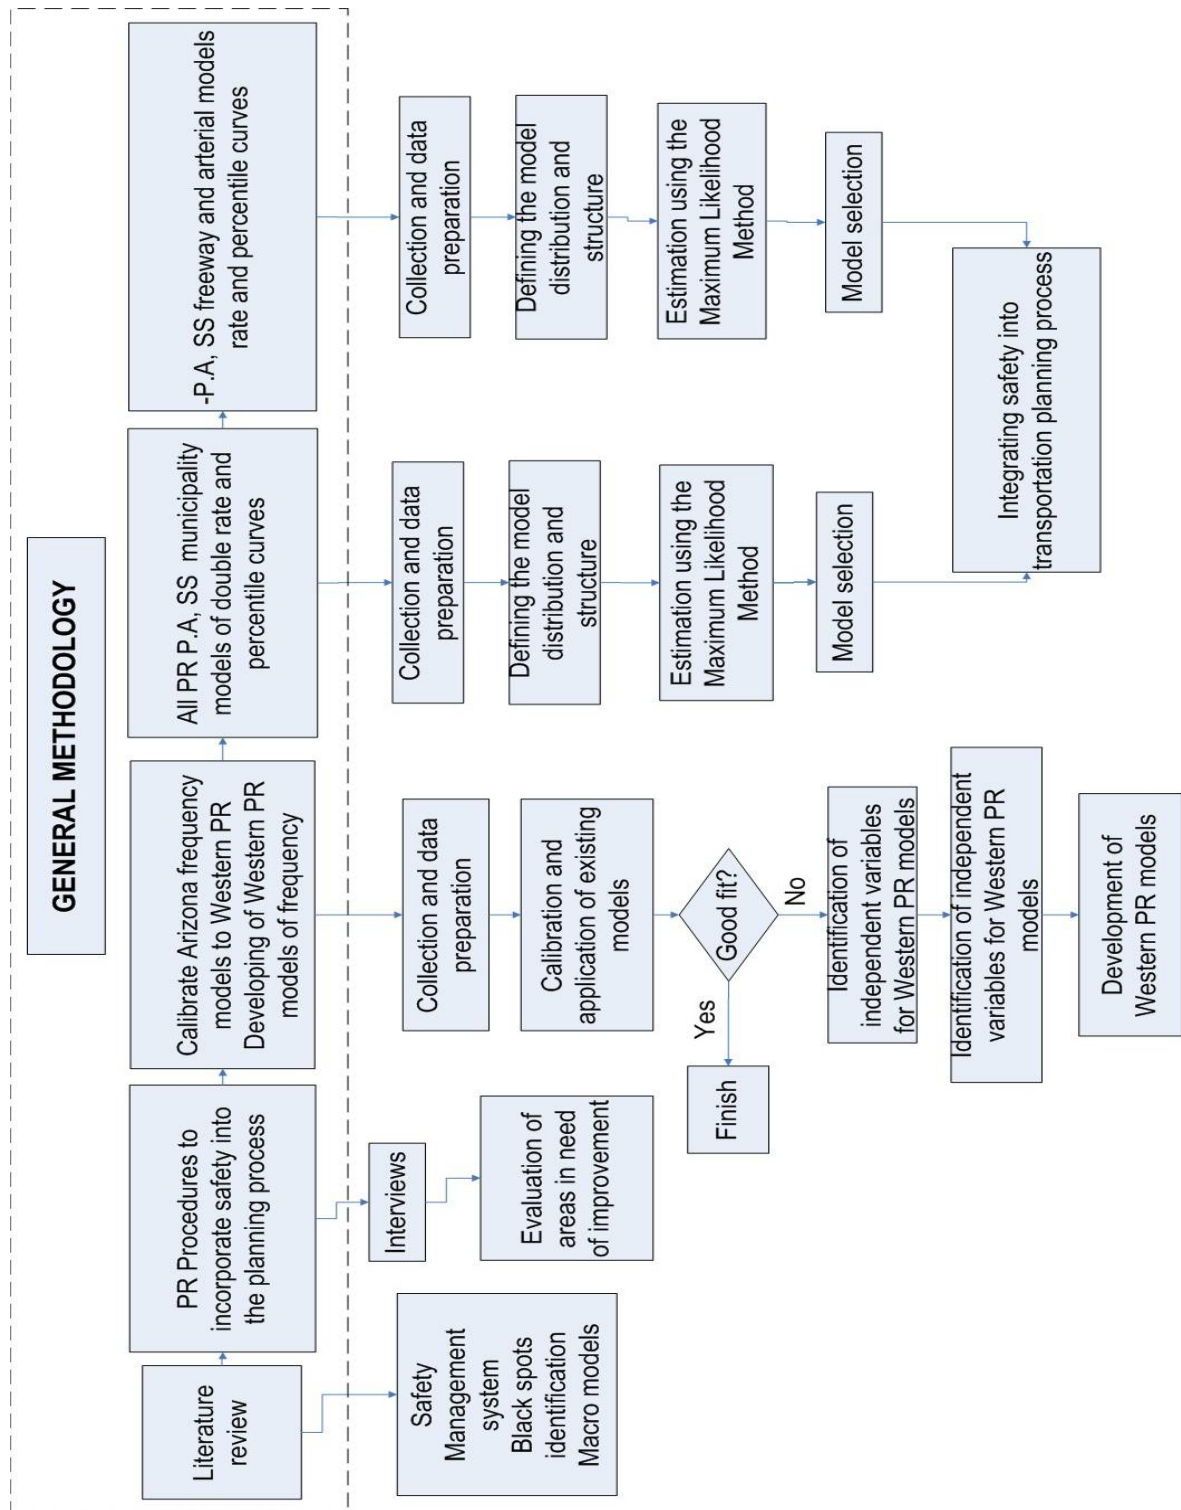 GENERAL METHODOLOGY
Literature
review
PR Procedures to
incorporate safety into
the planning process
Calibrate Arizona frequency
models to Western PR
Developing of Western PR
models of frequency
All PR P.A, SS municipality
models of double rate and
percentile curves
-P.A, SS freeway and arterial models
rate and percentile curves
Safety
Management
system
Black spots
identification
Macro models
Interviews
Evaluation of
areas in need
of improvement
Collection and data
preparation
Calibration and
application of existing
models
Good fit?
Yes
Finish
No
Identification of
independent variables
for Western PR models
Identification of independent
variables for Western PR
models
Development of
Western PR models
Collection and data
preparation
Defining the model
distribution and
structure
Estimation using the
Maximum Likelihood
Method
Model selection
Collection and data
preparation
Defining the model
distribution and
structure
Estimation using the
Maximum Likelihood
Method
Model selection
Integrating safety into
transportation planning process